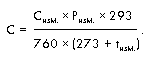 C = (Cизм. × Pизм. × 293) / (760 × (273 + tизм.)).